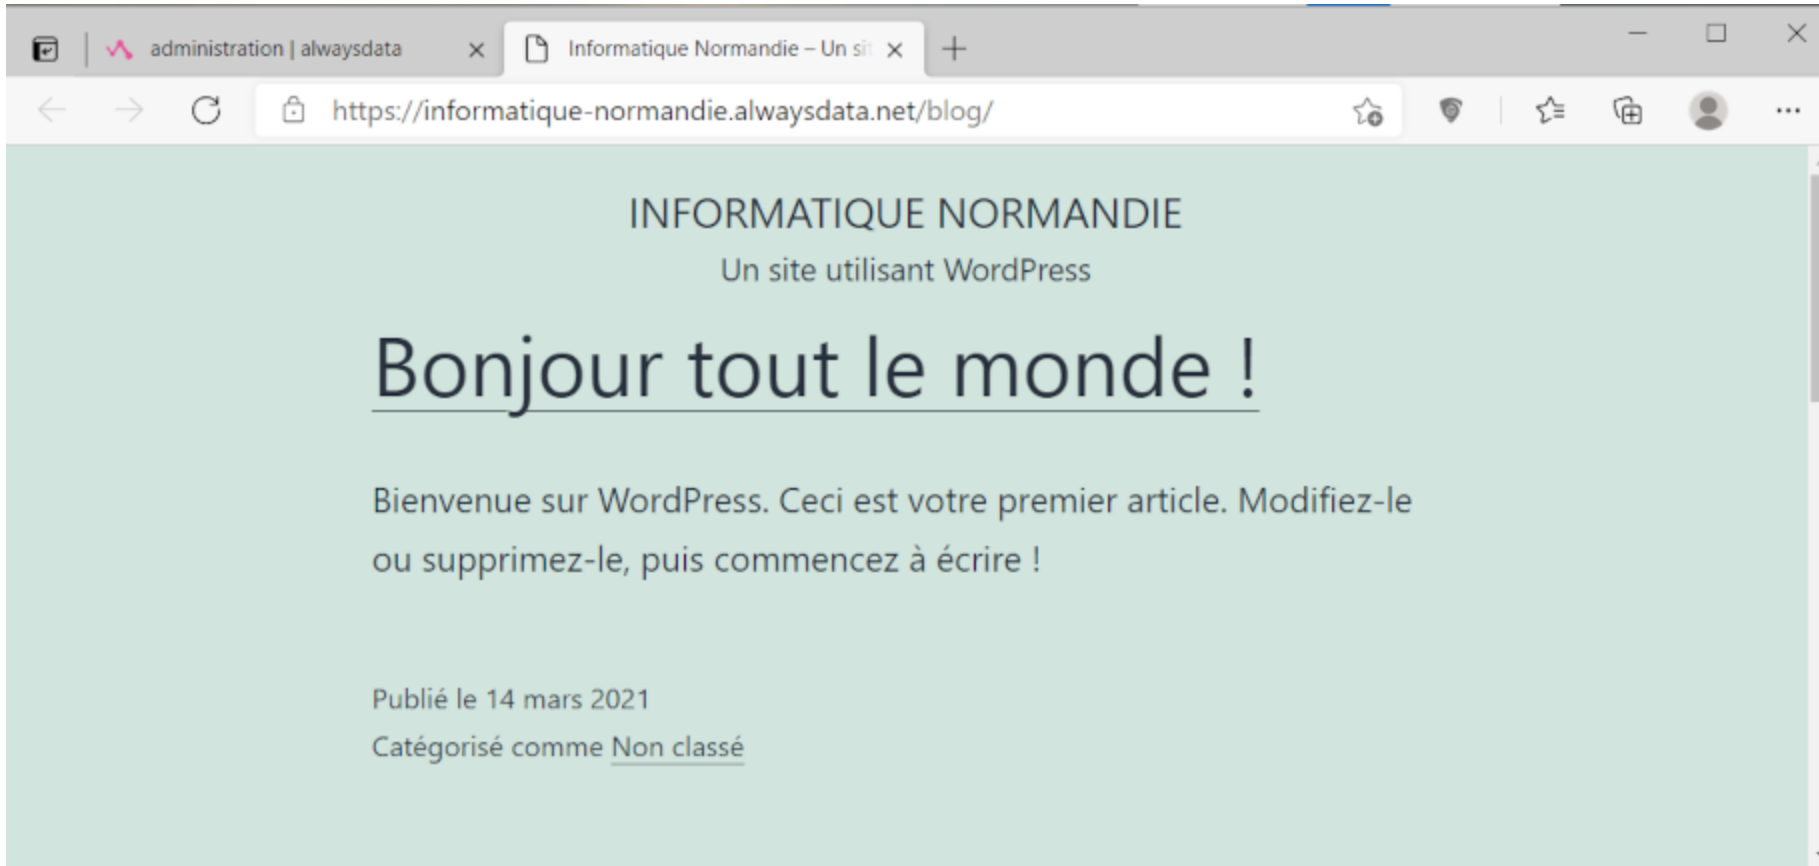 administration | alwaysdata
Informatique Normandie – Un sit
https://informatique-normandie.alwaysdata.net/blog/
INFORMATIQUE NORMANDIE
Un site utilisant WordPress
Bonjour tout le monde !
Bienvenue sur WordPress. Ceci est votre premier article. Modifiez-le
ou supprimez-le, puis commencez à écrire !
Publié le 14 mars 2021
Catégorisé comme Non classé